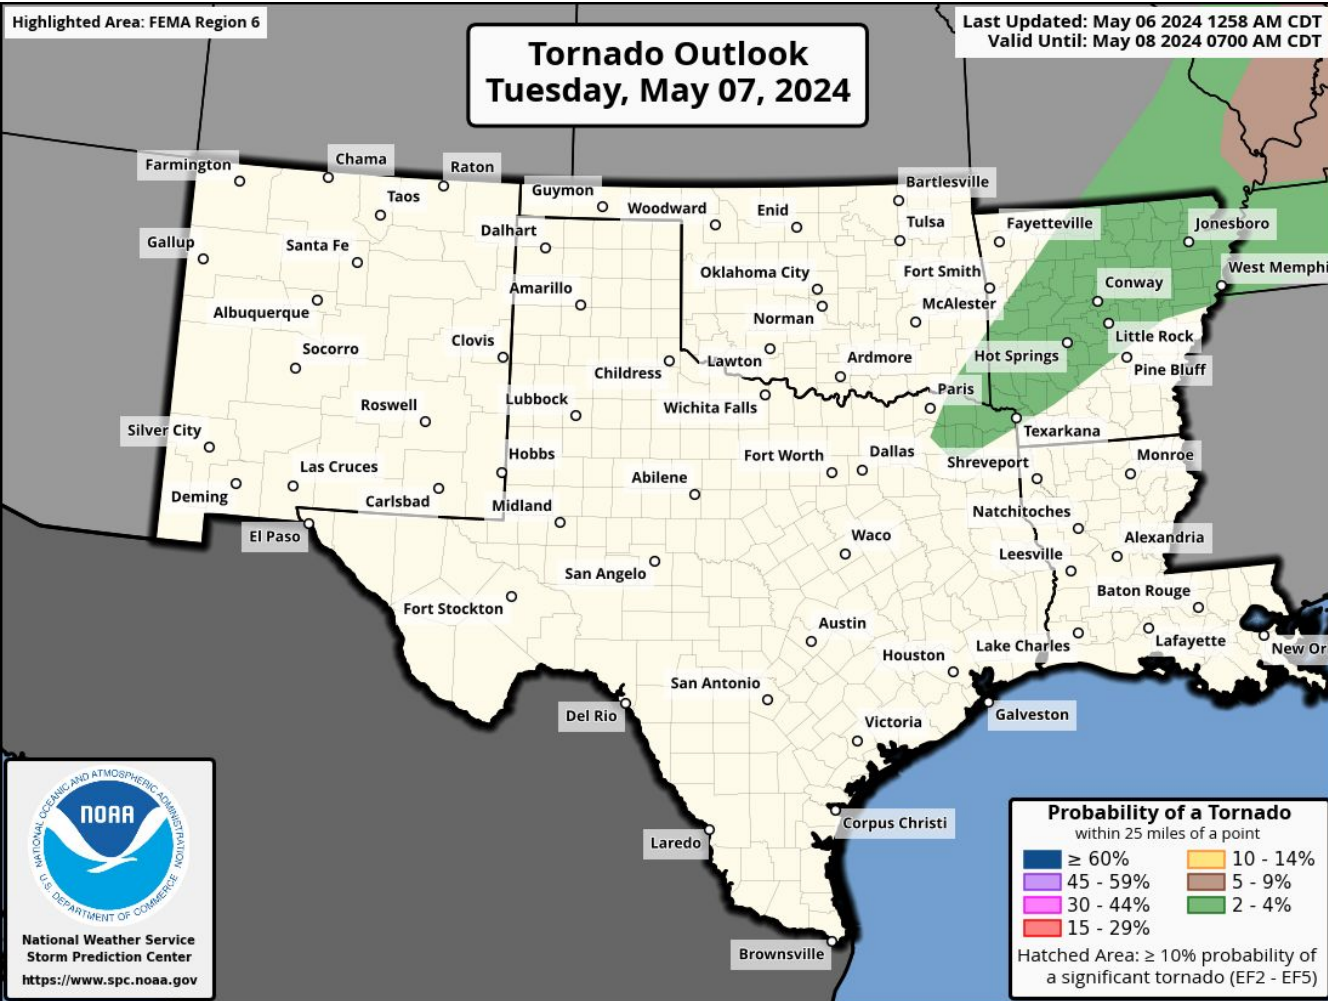 Highlighted Area: FEMA Region 6
Last Updated: May 06 2024 1258 AM CDT
Valid Until: May 08 2024 0700 AM CDT
Tornado Outlook
Tuesday, May 07, 2024
Farmington
Chama
Raton
Taos
Guymon
Woodward
Enid
Bartlesville
Tulsa
Fayetteville
Jonesboro
Gallup
Santa Fe
Dalhart
Oklahoma City
Fort Smith
West Memphi
Conway
Amarillo
McAlester
Albuquerque
Norman
Little Rock
Socorro
Clovis
Childress
Lawton
Ardmore
Hot Springs
Pine Bluff
Paris
Roswell
Lubbock
Wichita Falls
Silver City
Texarkana
Las Cruces
Hobbs
Fort Worth
Dallas
Shreveport
Monroe
Deming
Carlsbad
Midland
Abilene
Natchitoches
El Paso
Waco
Alexandria
Leesville
San Angelo
Baton Rouge
Fort Stockton
Austin
Lake Charles
Lafayette
New Or
Houston
San Antonio
Del Rio
Galveston
Victoria
Corpus Christi
Laredo
Brownsville
NATIONAL OCEANIC AND ATMOSPHERIC ADMINISTRATION
NOAA
U.S. DEPARTMENT OF COMMERCE
National Weather Service
Storm Prediction Center
https://www.spc.noaa.gov
Probability of a Tornado
within 25 miles of a point
≥ 60%
10 - 14%
45 - 59%
5 - 9%
30 - 44%
2 - 4%
15 - 29%
Hatched Area: ≥ 10% probability of
a significant tornado (EF2 - EF5)